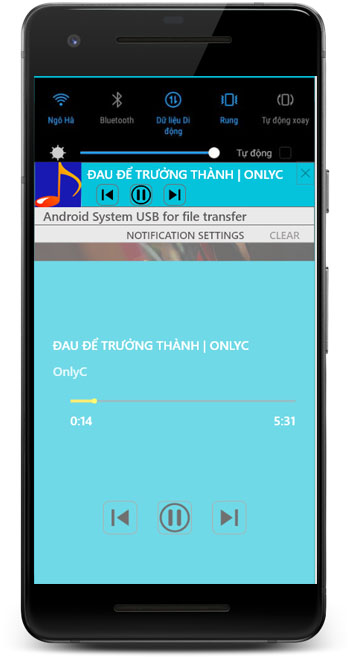 Ngô Hà
Bluetooth
Dữ liệu Di động
Rung
Tự động xoay
Tự động
ĐAU ĐỂ TRƯỞNG THÀNH | ONLYC
Android System USB for file transfer
NOTIFICATION SETTINGS CLEAR
ĐAU ĐỂ TRƯỞNG THÀNH | ONLYC
OnlyC
0:14 5:31